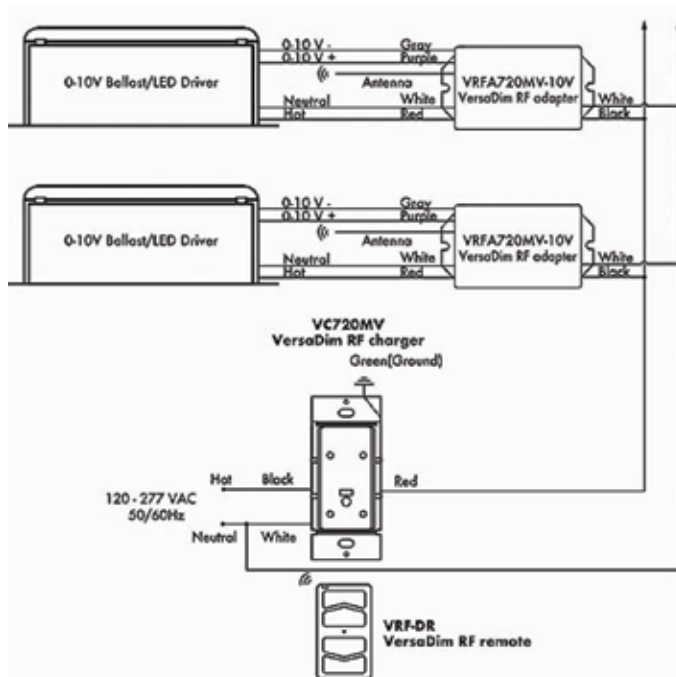 0-10 V - Gray
0-10 V + Purple
Antenna
Neutral White
Hot Red
0-10V Ballast/LED Driver
VRFA720MV-10V
VersaDim RF adapter
White
Black
0-10 V - Gray
0-10 V + Purple
Antenna
Neutral White
Hot Red
0-10V Ballast/LED Driver
VRFA720MV-10V
VersaDim RF adapter
White
Black
VC720MV
VersaDim RF charger
Green(Ground)
Hot Black
Red
120 - 277 VAC
50/60Hz
Neutral White
VRF-DR
VersaDim RF remote